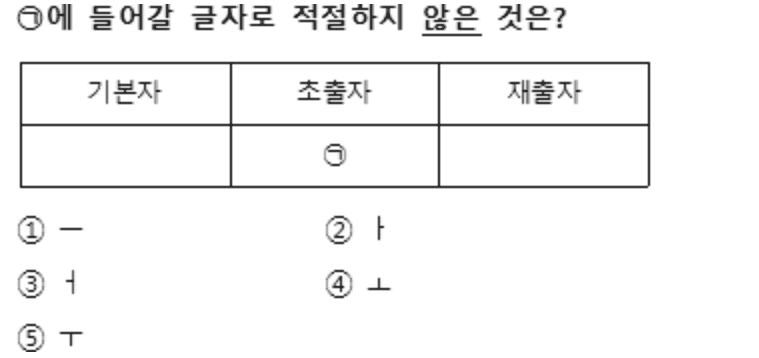 ㉠에 들어갈 글자로 적절하지 않은 것은?
기본자 초출자 재출자
㉠
① ㅡ ② ㅏ
③ ㅓ ④ ㅗ
⑤ ㅜ